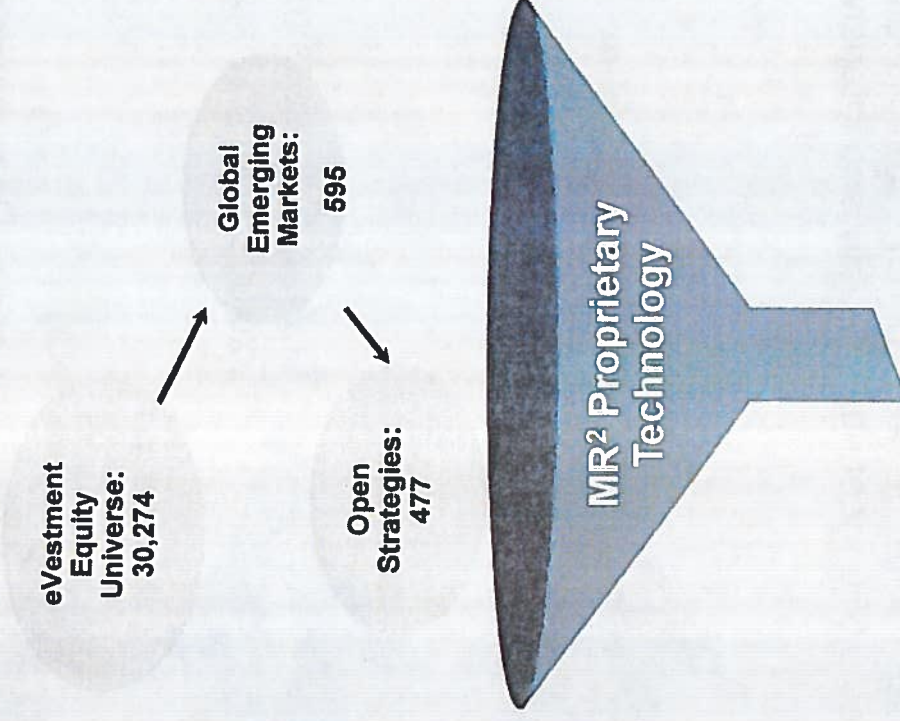 eVestment
Equity
Universe:
30,274
Global
Emerging
Markets:
595
Open
Strategies:
477
MR² Proprietary
Technology